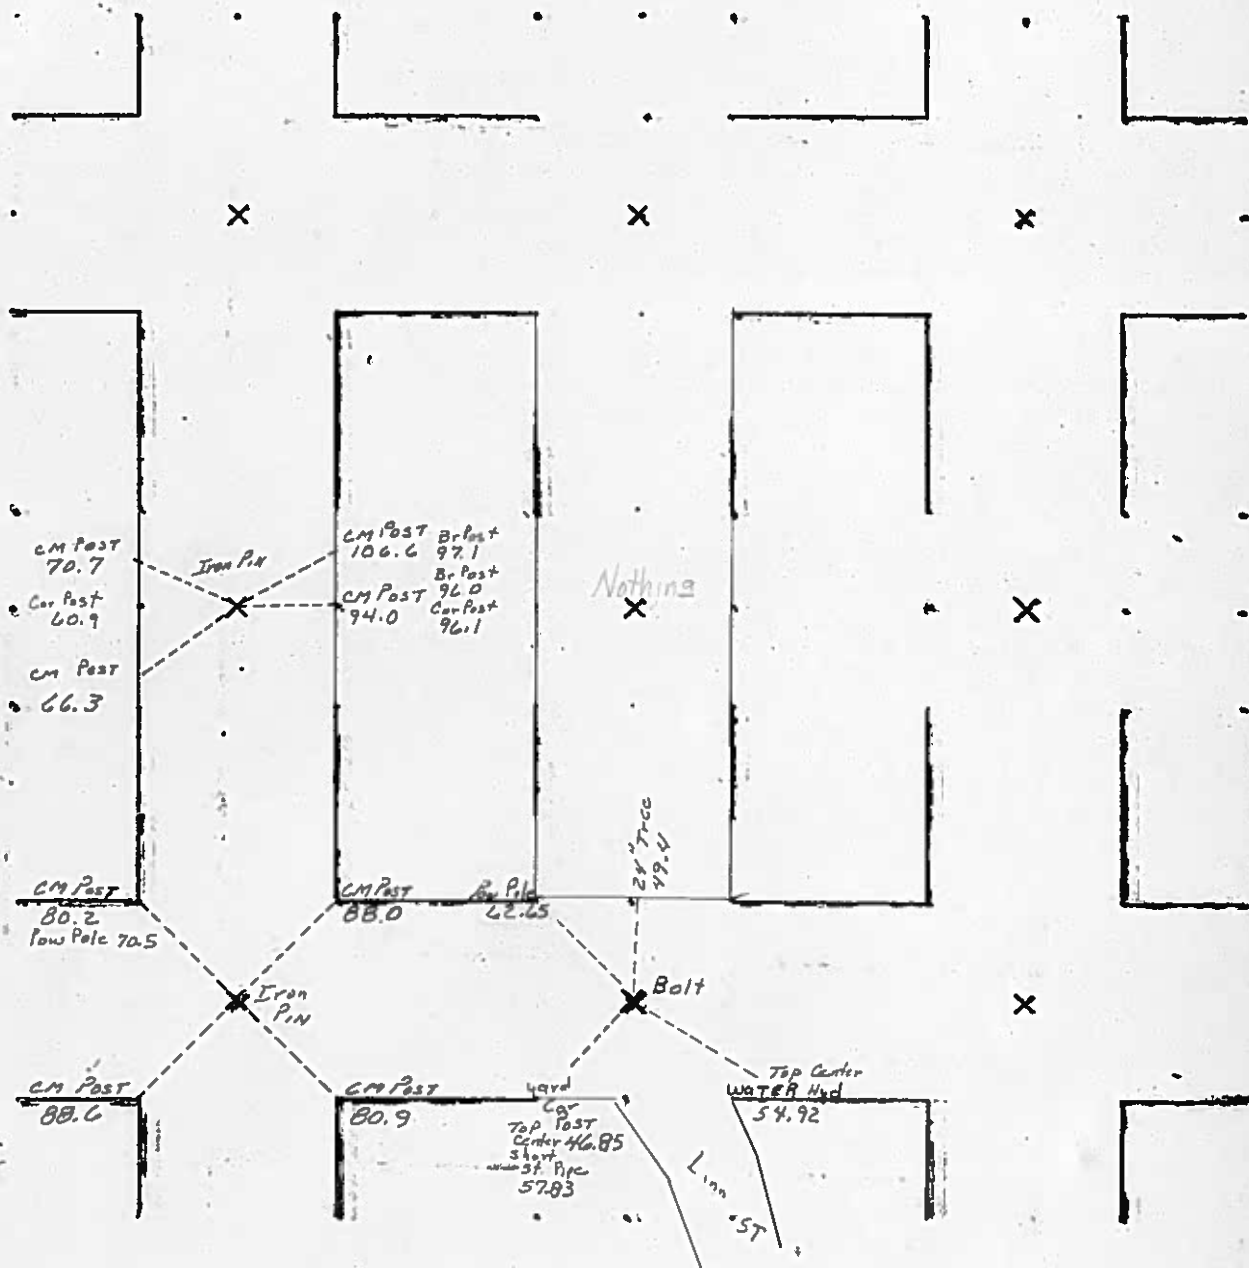 CM POST
70.7
Cor Post
60.9
CM POST
66.3
Iron PIN
CM POST
106.6
Br Post
97.1
CM POST
94.0
Br Post
96.0
Cor Post
96.1
Nothing
24" Tree
49.4
CM POST
80.2
Pow Pole 70.5
CM POST
88.0
Pow Pole
62.65
Iron
PIN
Bolt
CM POST
88.6
CM POST
80.9
yard
Cor
Top POST
Center 46.85
short
St. Pipe
57.83
Top Center
WATER Hyd
54.92
Linn
ST